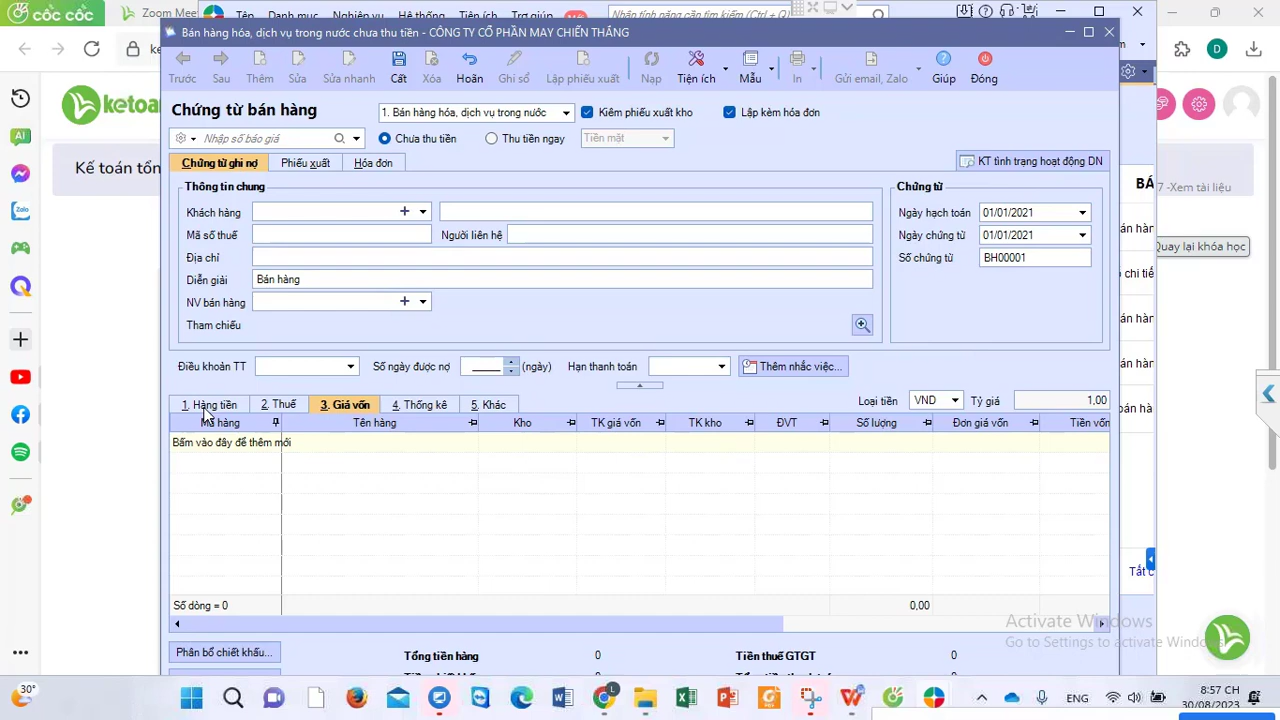 cốc cốc
Bán hàng hóa, dịch vụ trong nước chưa thu tiền - CÔNG TY CỔ PHẦN MAY CHIẾN THẮNG
Trước
Sau
Thêm
Sửa
Sửa nhanh
Cất
Xóa
Hoãn
Ghi sổ
Lập phiếu xuất
Nạp
Tiện ích
Mẫu
In
Gửi email, Zalo
Giúp
Đóng
Chứng từ bán hàng
1. Bán hàng hóa, dịch vụ trong nước
Kiêm phiếu xuất kho
Lập kèm hóa đơn
Nhập số báo giá
Chưa thu tiền
Thu tiền ngay
Tiền mặt
Chứng từ ghi nợ
Phiếu xuất
Hóa đơn
KT tình trạng hoạt động DN
Kế toán tổn
7 -Xem tài liệu
Thông tin chung
Chứng từ
Khách hàng
Ngày hạch toán
01/01/2021
Mã số thuế
Người liên hệ
Ngày chứng từ
01/01/2021
Quay lại khóa học
Địa chỉ
Số chứng từ
BH00001
Diễn giải
Bán hàng
NV bán hàng
Tham chiếu
Điều khoản TT
Số ngày được nợ
(ngày)
Hạn thanh toán
Thêm nhắc việc...
1. Hàng tiền
2. Thuế
3. Giá vốn
4. Thống kê
5. Khác
Loại tiền
VND
Tỷ giá
1,00
Mã hàng
Tên hàng
Kho
TK giá vốn
TK kho
ĐVT
Số lượng
Đơn giá vốn
Tiền vốn
Bấm vào đây để thêm mới
Số dòng = 0
0,00
Activate Windows
Go to Settings to activate Windows.
Phân bổ chiết khấu...
Tổng tiền hàng
0
Tiền thuế GTGT
0
30°
ENG
8:57 CH
30/08/2023